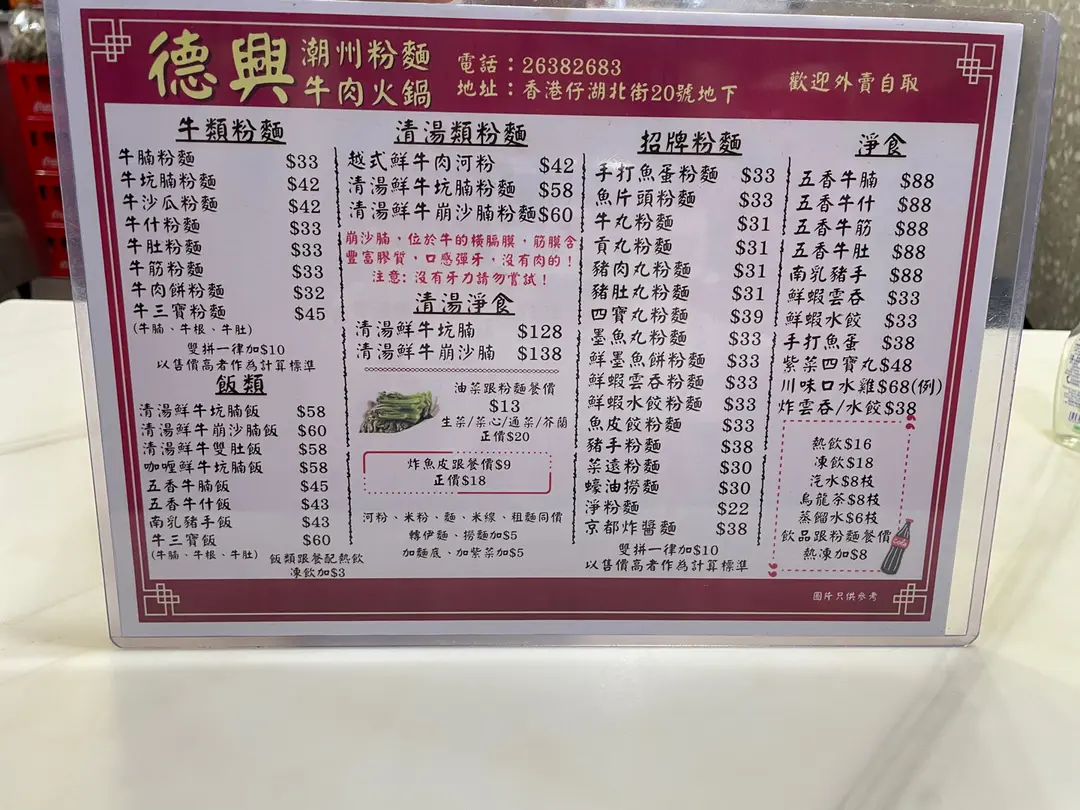 德興
潮州粉麵
牛肉火鍋
電話：26382683
地址：香港仔湖北街20號地下
歡迎外賣自取
牛類粉麵
牛腩粉麵 $33
牛坑腩粉麵 $42
牛沙瓜粉麵 $42
牛什粉麵 $33
牛肚粉麵 $33
牛筋粉麵 $33
牛肉餅粉麵 $32
牛三寶粉麵 $45
(牛腩、牛根、牛肚)
雙拼一律加$10
以售價高者作為計算標準
飯類
清湯鮮牛坑腩飯 $58
清湯鮮牛崩沙腩飯 $60
清湯鮮牛雙肚飯 $58
咖喱鮮牛坑腩飯 $58
五香牛腩飯 $45
五香牛什飯 $43
南乳豬手飯 $43
牛三寶飯 $60
(牛腩、牛根、牛肚)
飯類跟餐配熱飲
凍飲加$3
清湯類粉麵
越式鮮牛肉河粉 $42
清湯鮮牛坑腩粉麵 $58
清湯鮮牛崩沙腩粉麵$60
崩沙腩，位於牛的橫膈膜，筋膜含
豐富膠質，口感彈牙，沒有肉的！
注意：沒有牙力請勿嘗試！
清湯淨食
清湯鮮牛坑腩 $128
清湯鮮牛崩沙腩 $138
油菜跟粉麵餐價
$13
生菜/菜心/通菜/芥蘭
正價$20
炸魚皮跟餐價$9
正價$18
河粉、米粉、麵、米線、粗麵同價
轉伊麵、撈麵加$5
加麵底、加紫菜加$5
招牌粉麵
手打魚蛋粉麵 $33
魚片頭粉麵 $33
牛丸粉麵 $31
貢丸粉麵 $31
豬肉丸粉麵 $31
豬肚丸粉麵 $31
四寶丸粉麵 $39
墨魚丸粉麵 $33
鮮墨魚餅粉麵 $33
鮮蝦雲吞粉麵 $33
鮮蝦水餃粉麵 $33
魚皮餃粉麵 $33
豬手粉麵 $38
菜遠粉麵 $30
蠔油撈麵 $30
淨粉麵 $22
京都炸醬麵 $38
雙拼一律加$10
以售價高者作為計算標準
淨食
五香牛腩 $88
五香牛什 $88
五香牛筋 $88
五香牛肚 $88
南乳豬手 $88
鮮蝦雲吞 $33
鮮蝦水餃 $33
手打魚蛋 $38
紫菜四寶丸$48
川味口水雞$68(例)
炸雲吞/水餃$38
熱飲$16
凍飲$18
汽水$8枝
烏龍茶$8枝
蒸餾水$6枝
飲品跟粉麵餐價
熱凍加$8
圖片只供參考